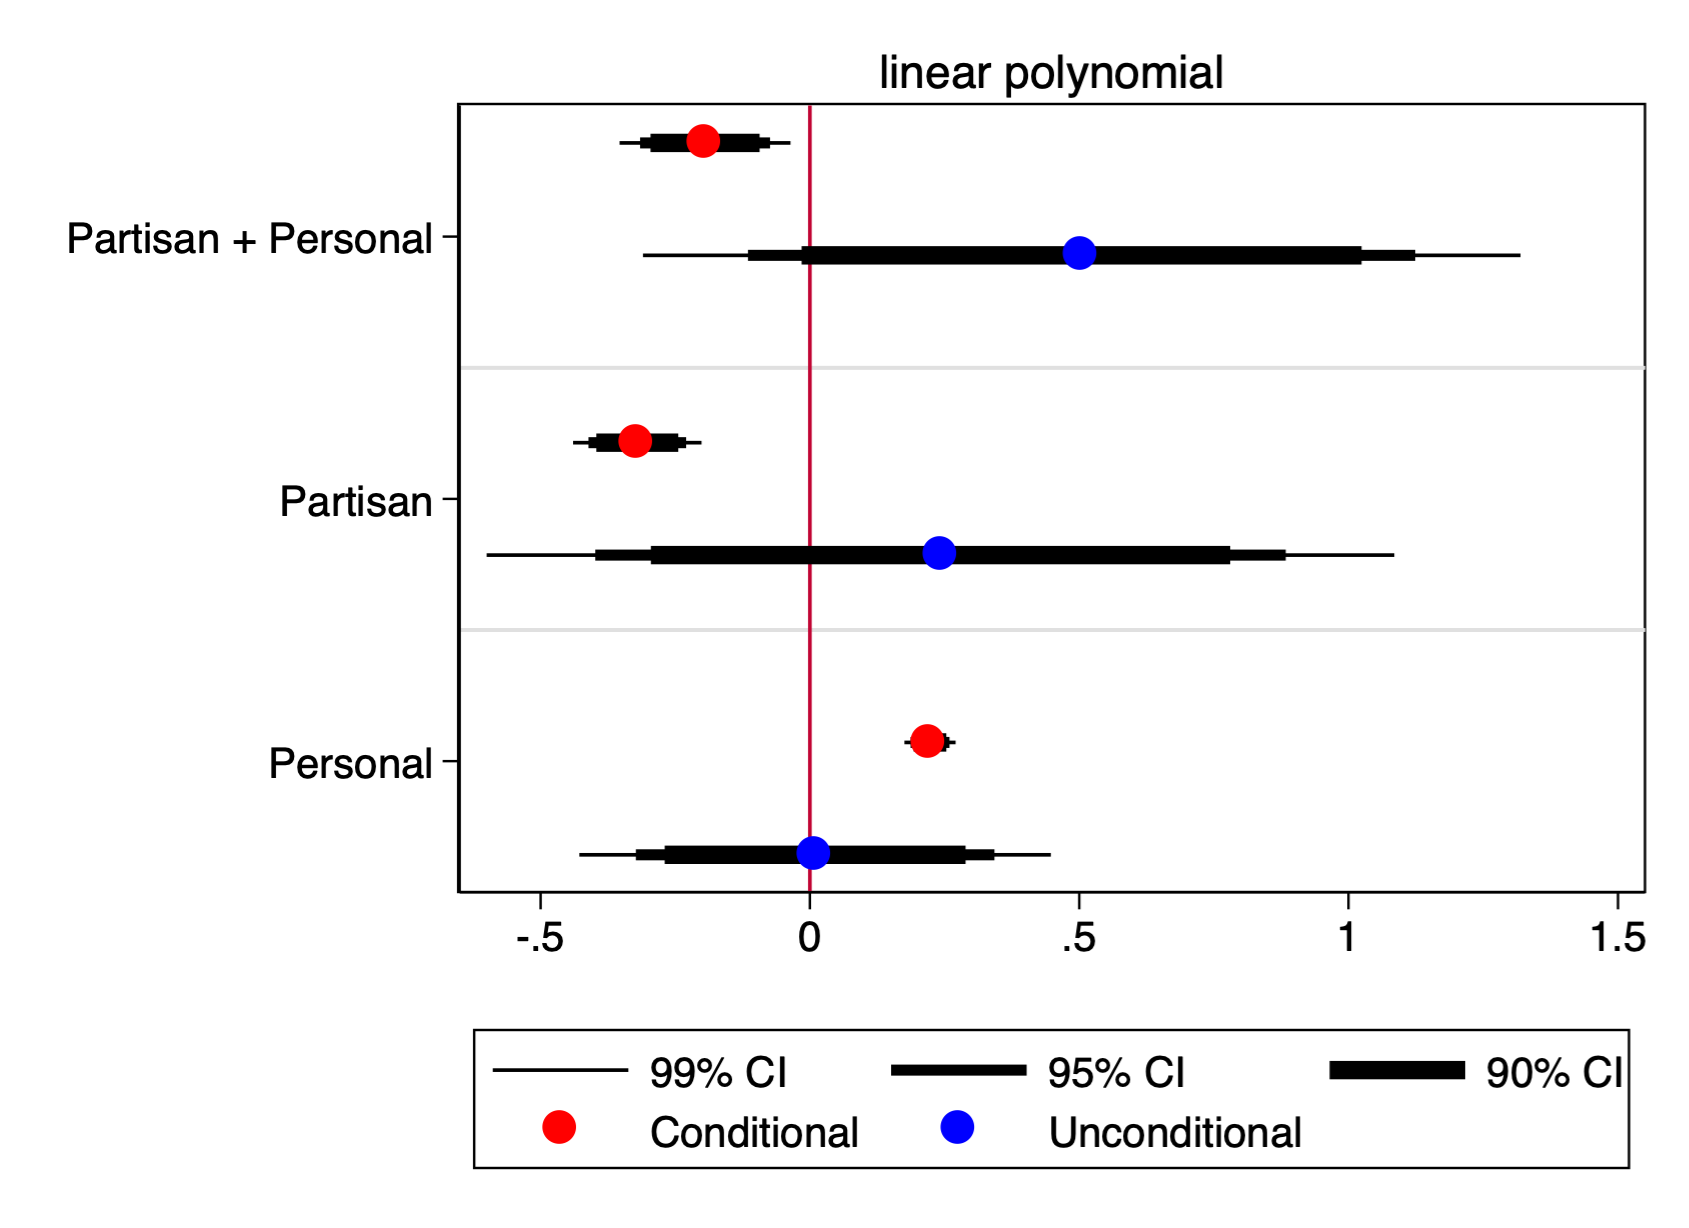 linear polynomial
Partisan + Personal
Partisan
Personal
-.5 0 .5 1 1.5
99% CI 95% CI 90% CI
Conditional Unconditional